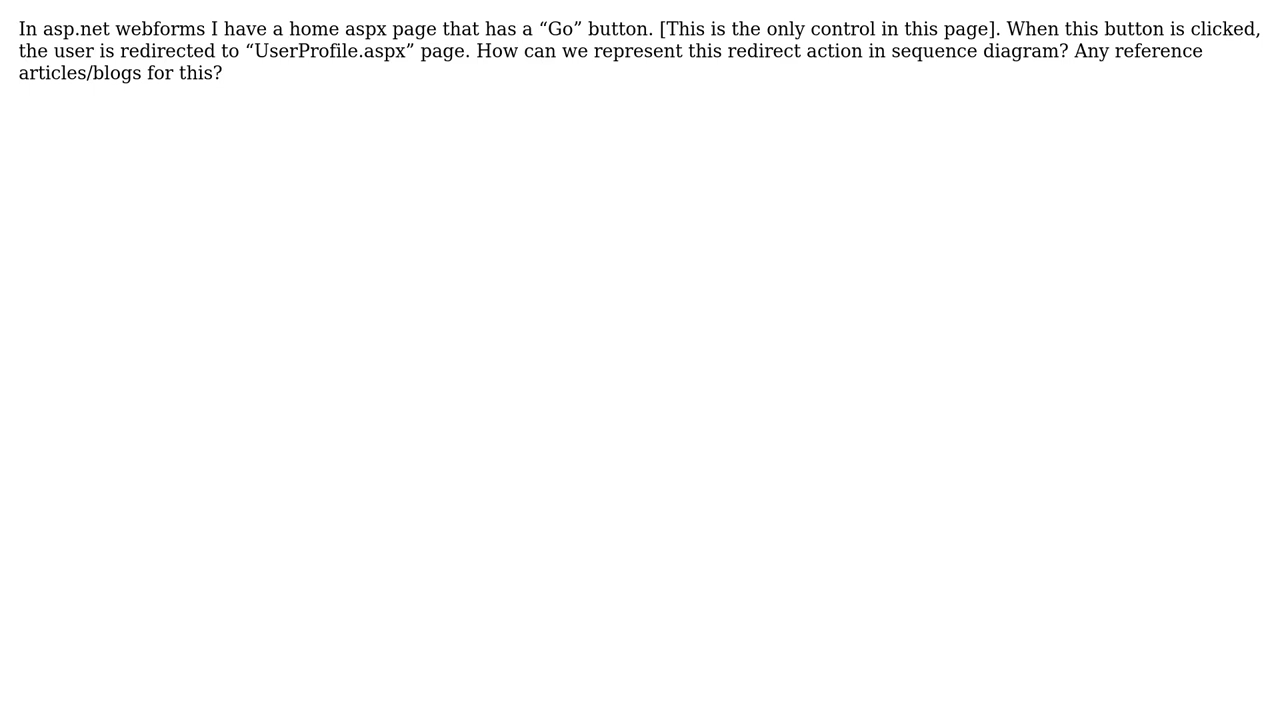 In asp.net webforms I have a home aspx page that has a “Go” button. [This is the only control in this page]. When this button is clicked,
the user is redirected to “UserProfile.aspx” page. How can we represent this redirect action in sequence diagram? Any reference
articles/blogs for this?